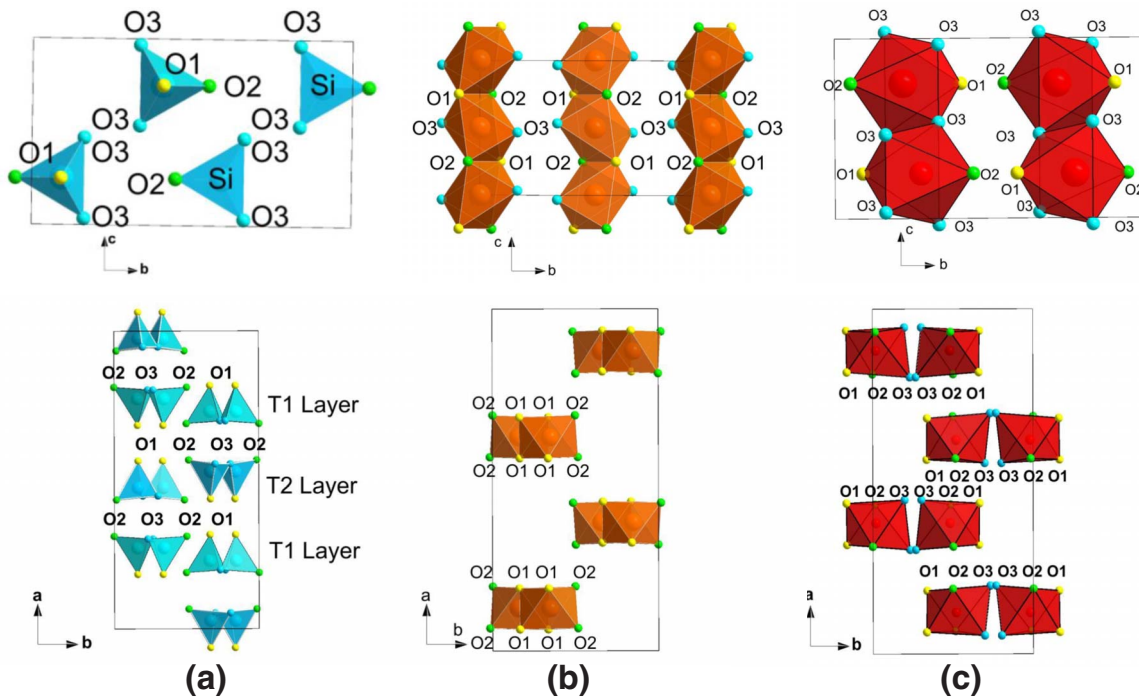 O3 O3
O1 Si
O2
O3 O3
O1 O3 O3
O2 Si
O3 O3
c
b
O1 O2 O1 O2 O1 O2
O3 O3 O3 O3
O2 O1 O2 O1 O2 O1
c
b
O3 O3 O3 O3
O2 O1 O2 O1
O3 O3 O3 O3
O1 O2 O1 O2
O3 O3 O3 O3
c
b
O2 O3 O2 O1
T1 Layer
O1 O2 O3 O2
T2 Layer
O2 O3 O2 O1
T1 Layer
a
b
O2 O1 O1 O2
O2 O1 O1 O2
O2 O1 O1 O2
O2 O1 O1 O2
a
b
O1 O2 O3 O3 O2 O1
O1 O2 O3 O3 O2 O1
O1 O2 O3 O3 O2 O1
O1 O2 O3 O3 O2 O1
a
b
(a) (b) (c)